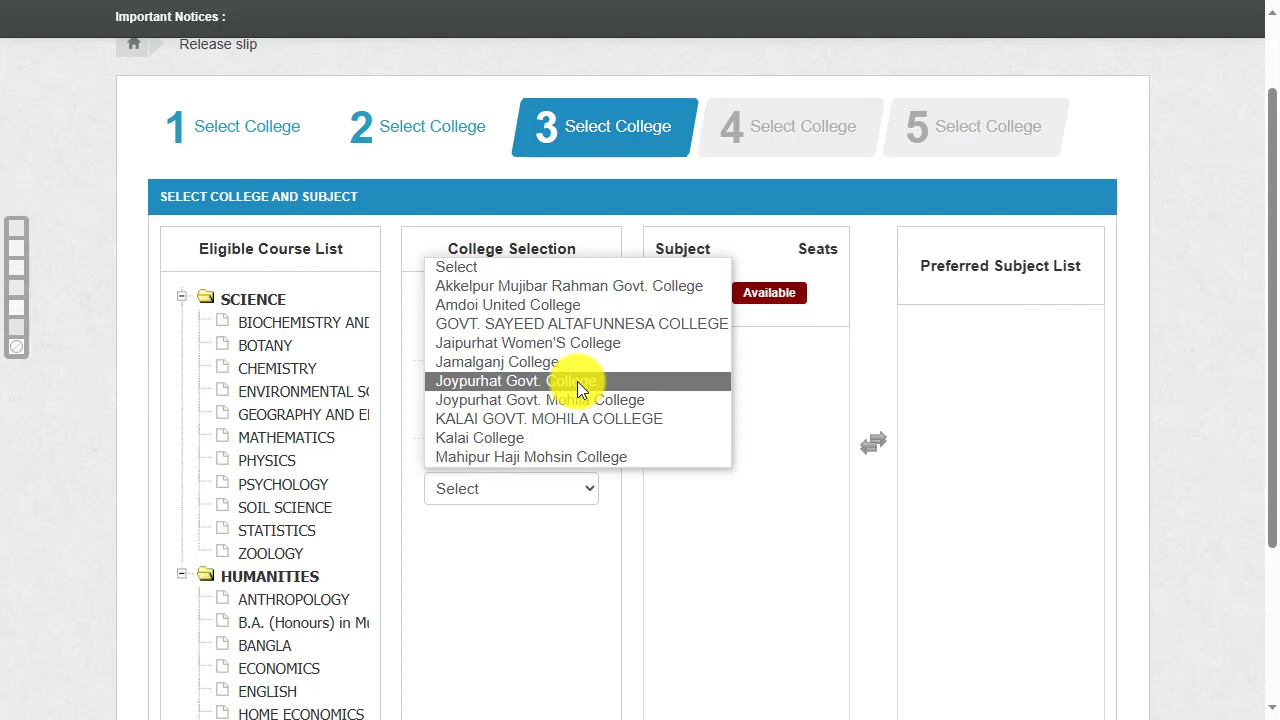 Important Notices :
Release slip
1 Select College
2 Select College
3 Select College
4 Select College
5 Select College
SELECT COLLEGE AND SUBJECT
Eligible Course List
SCIENCE
BIOCHEMISTRY AND
BOTANY
CHEMISTRY
ENVIRONMENTAL SC
GEOGRAPHY AND E
MATHEMATICS
PHYSICS
PSYCHOLOGY
SOIL SCIENCE
STATISTICS
ZOOLOGY
HUMANITIES
ANTHROPOLOGY
B.A. (Honours) in Mu
BANGLA
ECONOMICS
ENGLISH
HOME ECONOMICS
College Selection
Select
Akkelpur Mujibar Rahman Govt. College
Amdoi United College
GOVT. SAYEED ALTAFUNNESA COLLEGE
Jaipurhat Women'S College
Jamalganj College
Joypurhat Govt. College
Joypurhat Govt. Mohila College
KALAI GOVT. MOHILA COLLEGE
Kalai College
Mahipur Haji Mohsin College
Select
Subject Seats
Available
Preferred Subject List